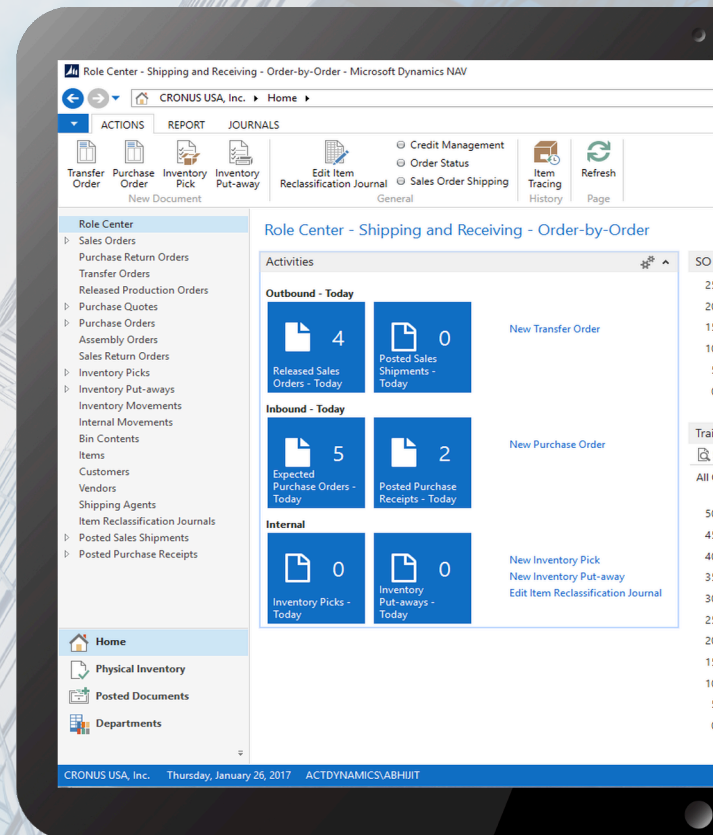 Role Center - Shipping and Receiving - Order-by-Order - Microsoft Dynamics NAV
CRONUS USA, Inc. Home
ACTIONS REPORT JOURNALS
Transfer Order
Purchase Order
Inventory Pick
Inventory Put-away
New Document
Edit Item Reclassification Journal
Credit Management
Order Status
Sales Order Shipping
General
Item Tracing
History
Refresh
Page
Role Center
Sales Orders
Purchase Return Orders
Transfer Orders
Released Production Orders
Purchase Quotes
Purchase Orders
Assembly Orders
Sales Return Orders
Inventory Picks
Inventory Put-aways
Inventory Movements
Internal Movements
Bin Contents
Items
Customers
Vendors
Shipping Agents
Item Reclassification Journals
Posted Sales Shipments
Posted Purchase Receipts
Home
Physical Inventory
Posted Documents
Departments
Role Center - Shipping and Receiving - Order-by-Order
Activities
Outbound - Today
4
Released Sales
Orders - Today
0
Posted Sales
Shipments -
Today
New Transfer Order
Inbound - Today
5
Expected
Purchase Orders -
Today
2
Posted Purchase
Receipts - Today
New Purchase Order
Internal
0
Inventory Picks -
Today
0
Inventory
Put-aways -
Today
New Inventory Pick
New Inventory Put-away
Edit Item Reclassification Journal
SO
CRONUS USA, Inc. Thursday, January 26, 2017 ACTDYNAMICS\ABHIJIT